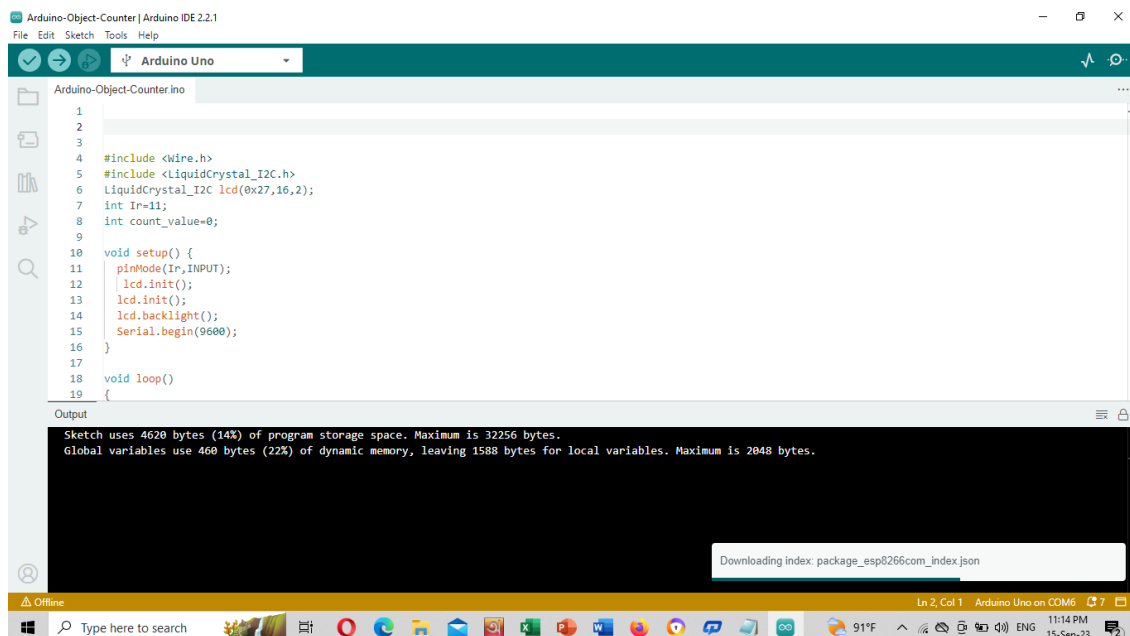 Arduino-Object-Counter | Arduino IDE 2.2.1
File Edit Sketch Tools Help
Arduino Uno
Arduino-Object-Counter.ino
1
2
3
4 #include <Wire.h>
5 #include <LiquidCrystal_I2C.h>
6 LiquidCrystal_I2C lcd(0x27,16,2);
7 int Ir=11;
8 int count_value=0;
9
10 void setup() {
11 pinMode(Ir,INPUT);
12 lcd.init();
13 lcd.init();
14 lcd.backlight();
15 Serial.begin(9600);
16 }
17
18 void loop()
19 {
Output
Sketch uses 4620 bytes (14%) of program storage space. Maximum is 32256 bytes.
Global variables use 460 bytes (22%) of dynamic memory, leaving 1588 bytes for local variables. Maximum is 2048 bytes.
Downloading index: package_esp8266com_index.json
Offline
Ln 2, Col 1 Arduino Uno on COM6 7
Type here to search
91°F
ENG
11:14 PM
15-Sep-23
2